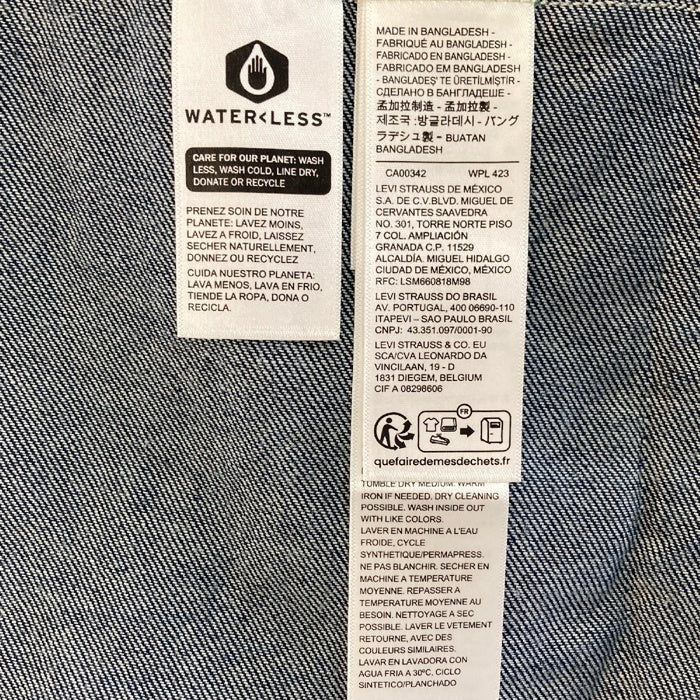 WATER<LESS™
CARE FOR OUR PLANET: WASH
LESS, WASH COLD, LINE DRY,
DONATE OR RECYCLE
PRENEZ SOIN DE NOTRE
PLANETE: LAVEZ MOINS,
LAVEZ A FROID, LAISSEZ
SECHER NATURELLEMENT,
DONNEZ OU RECYCLEZ
CUIDA NUESTRO PLANETA:
LAVA MENOS, LAVA EN FRIO,
TIENDE LA ROPA, DONA O
RECICLA.
MADE IN BANGLADESH -
FABRIQUÉ AU BANGLADESH -
FABRICADO EN BANGLADESH -
FABRICADO EM BANGLADESH
- BANGLADEŞ' TE ÜRETİLMİŞTİR -
СДЕЛАНО В БАНГЛАДЕШЕ -
孟加拉制造 - 孟加拉製 -
제조국 :방글라데시 - バング
ラデシュ製 - BUATAN
BANGLADESH
CA00342 WPL 423
LEVI STRAUSS DE MÉXICO
S.A. DE C.V.BLVD. MIGUEL DE
CERVANTES SAAVEDRA
NO. 301, TORRE NORTE PISO
7 COL. AMPLIACIÓN
GRANADA C.P. 11529
ALCALDÍA. MIGUEL HIDALGO
CIUDAD DE MÉXICO, MÉXICO
RFC: LSM660818M98
LEVI STRAUSS DO BRASIL
AV. PORTUGAL, 400 06690-110
ITAPEVI – SAO PAULO BRASIL
CNPJ: 43.351.097/0001-90
LEVI STRAUSS & CO. EU
SCA/CVA LEONARDO DA
VINCILAAN, 19 - D
1831 DIEGEM, BELGIUM
CIF A 08298606
FR
quefairedemesdechets.fr
TUMBLE DRY MEDIUM. WARM
IRON IF NEEDED. DRY CLEANING
POSSIBLE. WASH INSIDE OUT
WITH LIKE COLORS.
LAVER EN MACHINE A L'EAU
FROIDE, CYCLE
SYNTHETIQUE/PERMAPRESS.
NE PAS BLANCHIR. SECHER EN
MACHINE A TEMPERATURE
MOYENNE. REPASSER A
TEMPERATURE MOYENNE AU
BESOIN. NETTOYAGE A SEC
POSSIBLE. LAVER LE VETEMENT
RETOURNE, AVEC DES
COULEURS SIMILAIRES.
LAVAR EN LAVADORA CON
AGUA FRIA A 30ºC, CICLO
SINTETICO/PLANCHADO